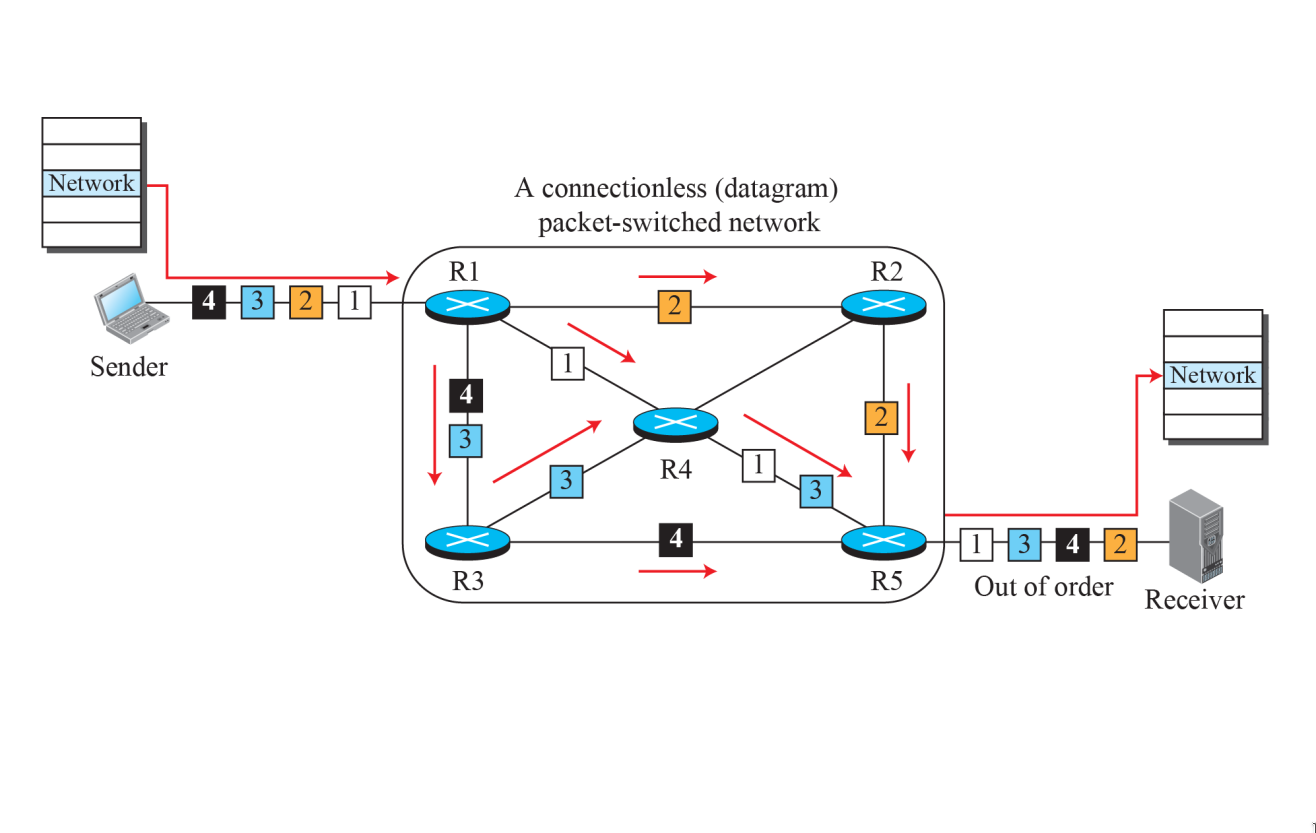 Network
A connectionless (datagram)
packet-switched network
R1
R2
4 3 2 1
2
Sender
1
Network
4
3
2
R4
1
3
3
4
1 3 4 2
R3
R5
Out of order
Receiver